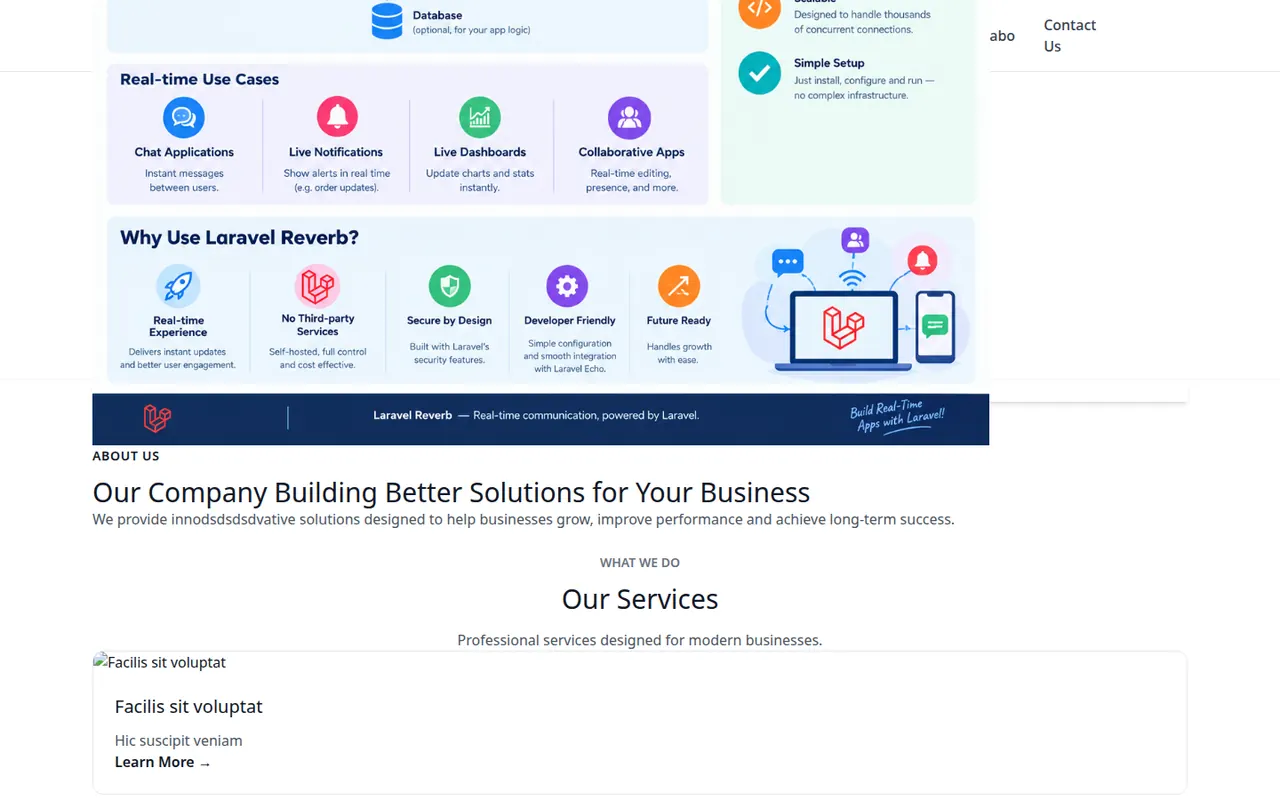 Database
(optional, for your app logic)
Designed to handle thousands
of concurrent connections.
Simple Setup
Just install, configure and run —
no complex infrastructure.
abo
Contact
Us
Real-time Use Cases
Chat Applications
Instant messages
between users.
Live Notifications
Show alerts in real time
(e.g. order updates).
Live Dashboards
Update charts and stats
instantly.
Collaborative Apps
Real-time editing,
presence, and more.
Why Use Laravel Reverb?
Real-time
Experience
Delivers instant updates
and better user engagement.
No Third-party
Services
Self-hosted, full control
and cost effective.
Secure by Design
Built with Laravel's
security features.
Developer Friendly
Simple configuration
and smooth integration
with Laravel Echo.
Future Ready
Handles growth
with ease.
Laravel Reverb — Real-time communication, powered by Laravel.
Build Real-Time
Apps with Laravel!
ABOUT US
Our Company Building Better Solutions for Your Business
We provide innodsdsdsdvative solutions designed to help businesses grow, improve performance and achieve long-term success.
WHAT WE DO
Our Services
Professional services designed for modern businesses.
Facilis sit voluptat
Facilis sit voluptat
Hic suscipit veniam
Learn More →